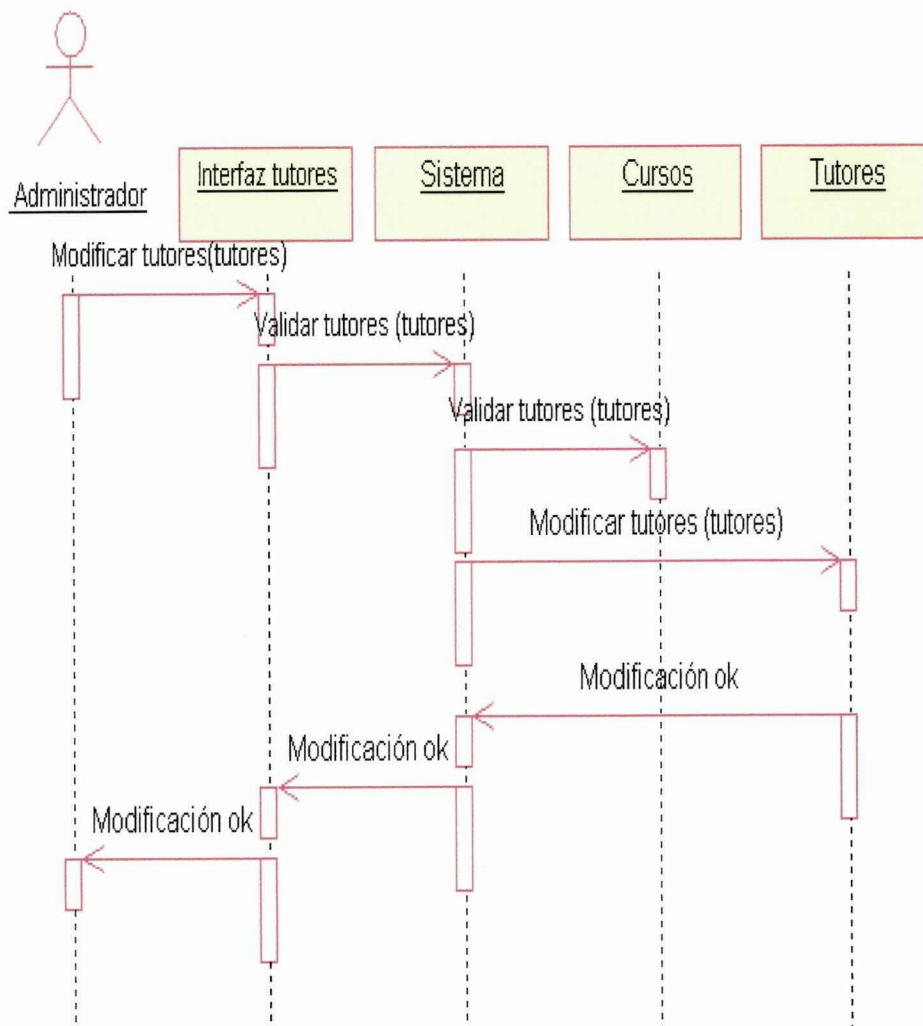 Administrador
Interfaz tutores
Sistema
Cursos
Tutores
Modificar tutores(tutores)
Validar tutores (tutores)
Validar tutores (tutores)
Modificar tutores (tutores)
Modificación ok
Modificación ok
Modificación ok